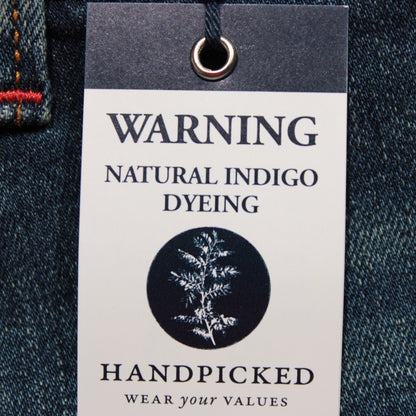 WARNING
NATURAL INDIGO
DYEING
HANDPICKED
WEAR your VALUES